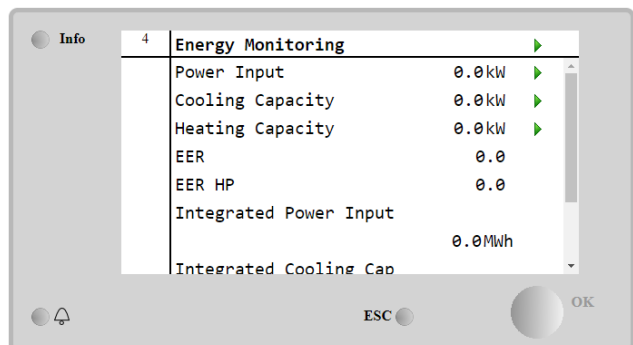 Info
4 Energy Monitoring
Power Input 0.0kW
Cooling Capacity 0.0kW
Heating Capacity 0.0kW
EER 0.0
EER HP 0.0
Integrated Power Input
0.0MWh
Integrated Cooling Cap
ESC
OK